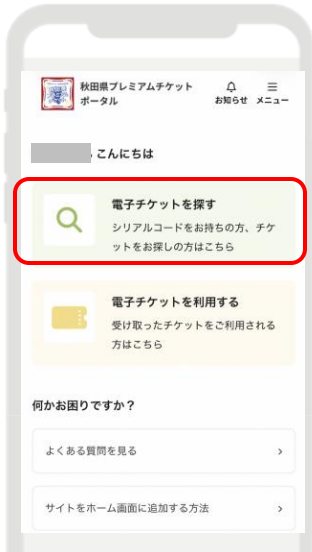 秋田県プレミアムチケット
ポータル
お知らせ メニュー
、こんにちは
電子チケットを探す
シリアルコードをお持ちの方、チケ
ットをお探しの方はこちら
電子チケットを利用する
受け取ったチケットをご利用される
方はこちら
何かお困りですか？
よくある質問を見る
サイトをホーム画面に追加する方法